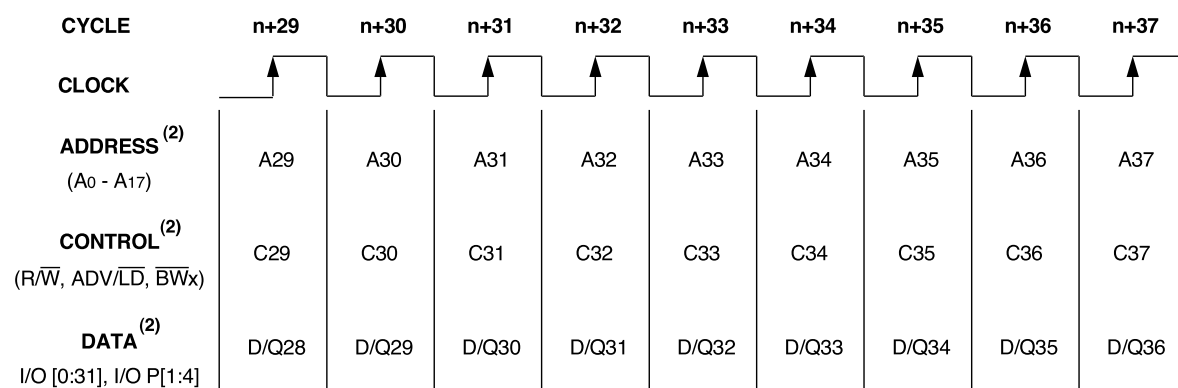 CYCLE n+29 n+30 n+31 n+32 n+33 n+34 n+35 n+36 n+37
CLOCK
ADDRESS(2) A29 A30 A31 A32 A33 A34 A35 A36 A37
(A0 - A17)
CONTROL(2) C29 C30 C31 C32 C33 C34 C35 C36 C37
(R/W̅, ADV/L̅D̅, B̅W̅x)
DATA(2) D/Q28 D/Q29 D/Q30 D/Q31 D/Q32 D/Q33 D/Q34 D/Q35 D/Q36
I/O [0:31], I/O P[1:4]